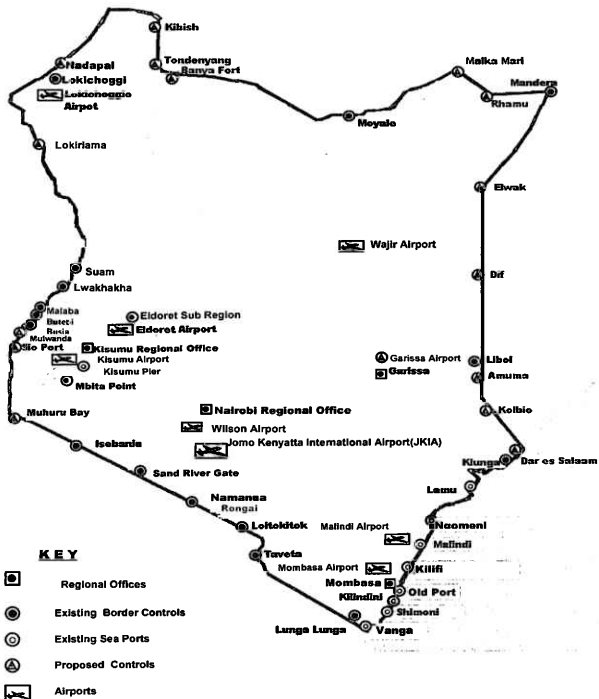 Kibish
Nadapal
Tondenyang
Banya Fort
Lokichoggi
Airpot
Lokiriama
Malka Mari
Mandera
Rhamu
Moyalo
Elwak
Wajir Airport
Dif
Suam
Lwakhakha
Malaba
Busia
Mulwanda
Sio Port
Eldoret Sub Region
Eldoret Airport
Kisumu Regional Office
Kisumu Airport
Kisumu Pier
Mbita Point
Garissa Airport
Garissa
Liboi
Amuma
Kolbio
Muhuru Bay
Nairobi Regional Office
Wilson Airport
Jomo Kenyatta International Airport(JKIA)
Isebania
Sand River Gate
Kiunga
Dar es Salaam
Lamu
Namanga
Rongai
Loitokitok
Taveta
Malindi Airport
Ngomeni
Malindi
Mombasa Airport
Kilifi
Mombasa
Old Port
Kilindini
Shimoni
Lunga Lunga
Vanga
KEY
Regional Offices
Existing Border Controls
Existing Sea Ports
Proposed Controls
Airports